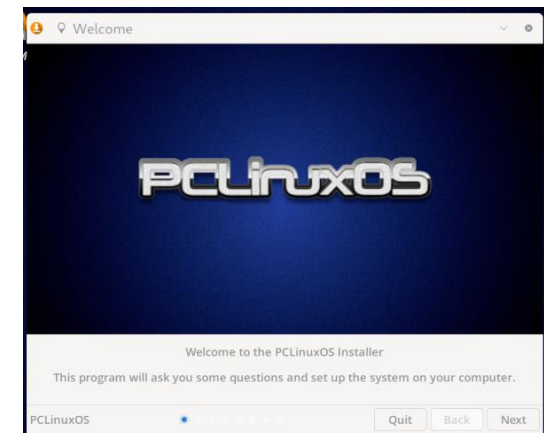 Welcome
PCLinuxOS
Welcome to the PCLinuxOS Installer
This program will ask you some questions and set up the system on your computer.
PCLinuxOS
Quit
Back
Next